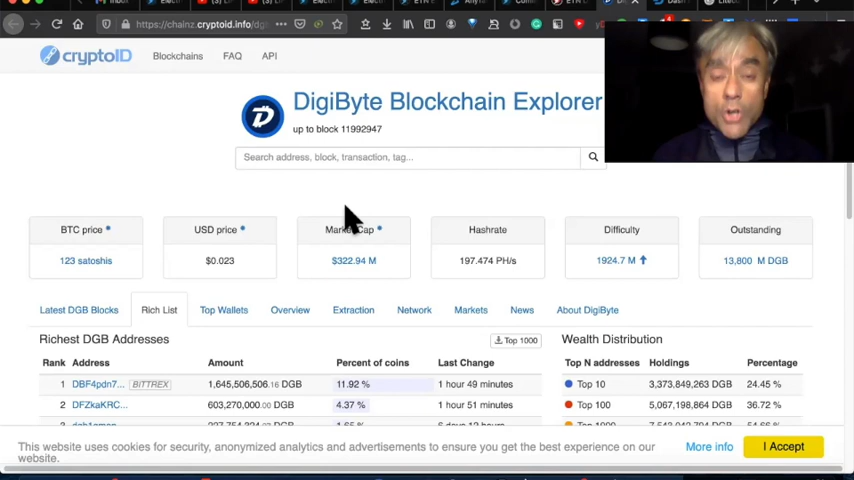 https://chainz.cryptoid.info/dg
cryptoID
Blockchains FAQ API
DigiByte Blockchain Explorer
up to block 11992947
Search address, block, transaction, tag...
BTC price USD price Market Cap Hashrate Difficulty Outstanding
123 satoshis $0.023 $322.94 M 197.474 PH/s 1924.7 M 13,800 M DGB
Latest DGB Blocks Rich List Top Wallets Overview Extraction Network Markets News About DigiByte
Richest DGB Addresses Top 1000 Wealth Distribution
Rank Address Amount Percent of coins Last Change Top N addresses Holdings Percentage
1 DBF4pdn7... BITTREX 1,645,506,506.16 DGB 11.92 % 1 hour 49 minutes Top 10 3,373,849,263 DGB 24.45 %
2 DFZkaKRC... 603,270,000.00 DGB 4.37 % 1 hour 51 minutes Top 100 5,067,198,864 DGB 36.72 %
This website uses cookies for security, anonymized analytics and advertisements to ensure you get the best experience on our
website.
More info I Accept